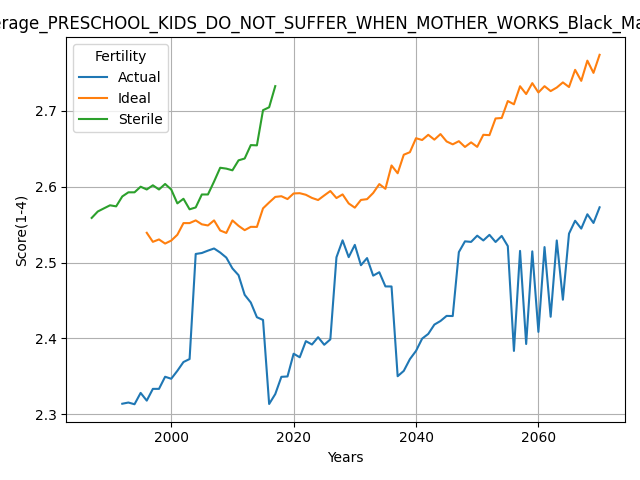 erage_PRESCHOOL_KIDS_DO_NOT_SUFFER_WHEN_MOTHER_WORKS_Black_Ma
Fertility
Actual
Ideal
Sterile
2.7
2.6
2.5
2.4
2.3
Score(1-4)
2000 2020 2040 2060
Years